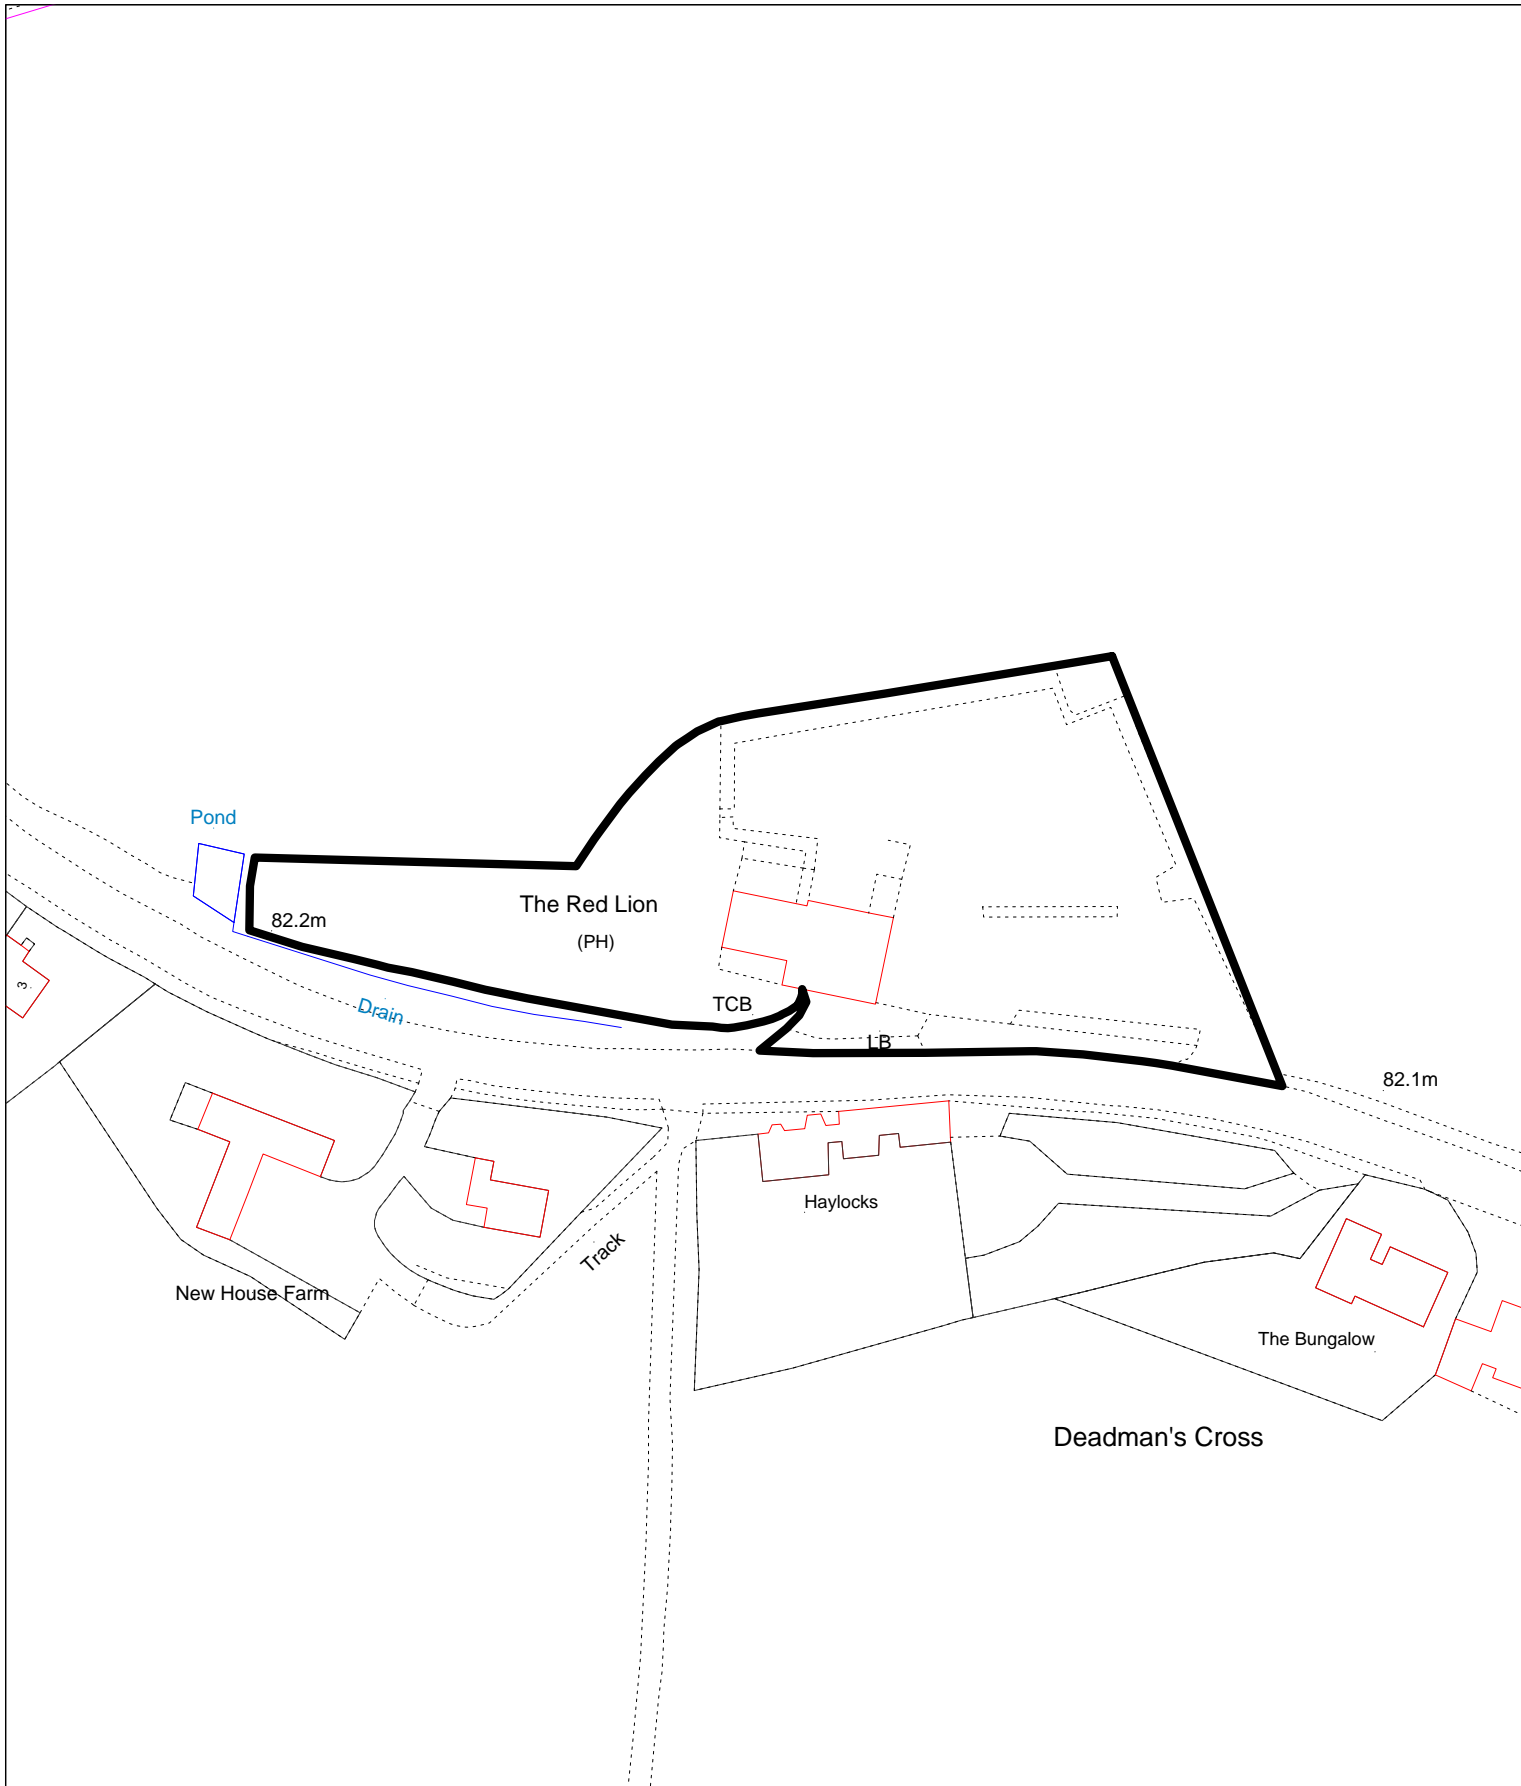 Pond
The Red Lion
82.2m
(PH)
3
TCB
Drain
LB
82.1m
Haylocks
Track
New House Farm
The Bungalow
Deadman's Cross